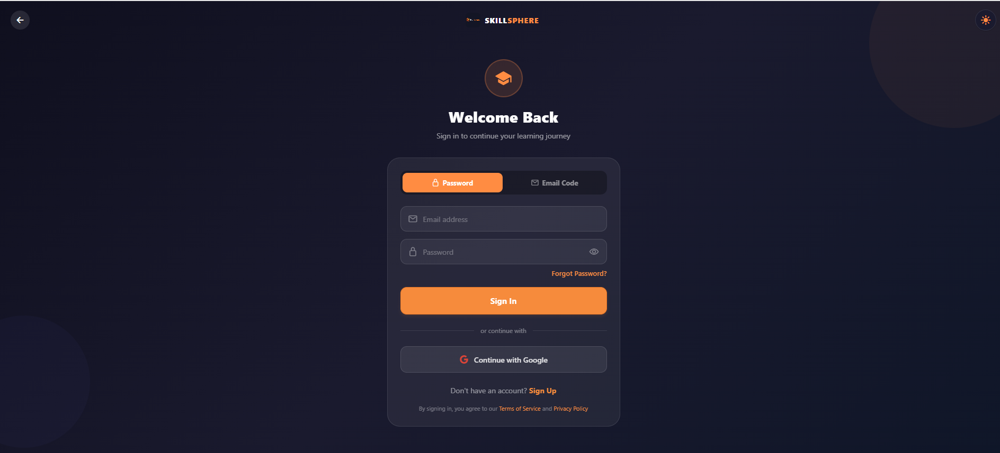 SKILLSPHERE
Welcome Back
Sign in to continue your learning journey
Password
Email Code
Email address
Password
Forgot Password?
Sign In
or continue with
Continue with Google
Don't have an account? Sign Up
By signing in, you agree to our Terms of Service and Privacy Policy